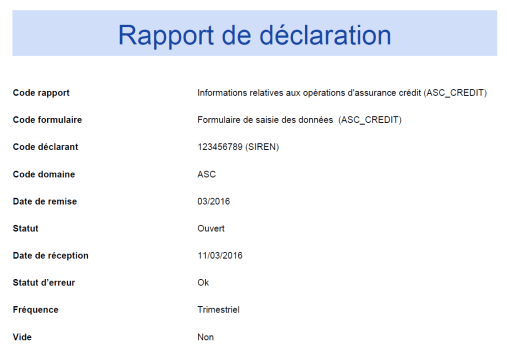 Rapport de déclaration
Code rapport Informations relatives aux opérations d'assurance crédit (ASC_CREDIT)
Code formulaire Formulaire de saisie des données (ASC_CREDIT)
Code déclarant 123456789 (SIREN)
Code domaine ASC
Date de remise 03/2016
Statut Ouvert
Date de réception 11/03/2016
Statut d'erreur Ok
Fréquence Trimestriel
Vide Non